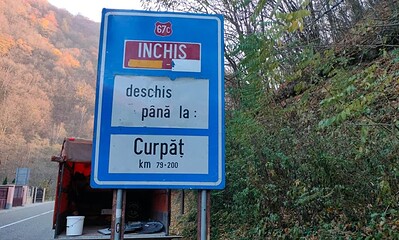 67C
INCHIS
deschis
până la :
Curpăț
km 79+200